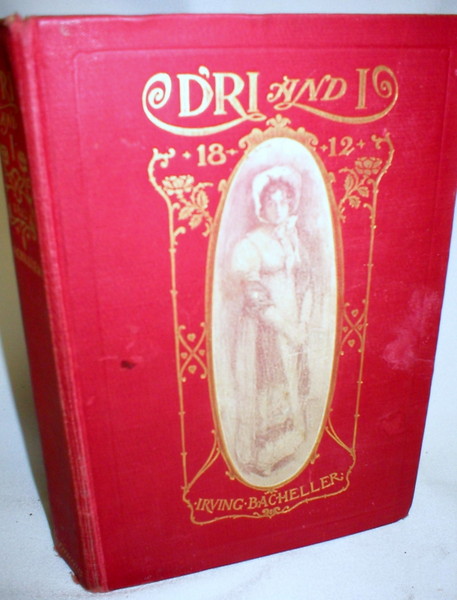 D'RI AND I
18 12
IRVING BACHELLER